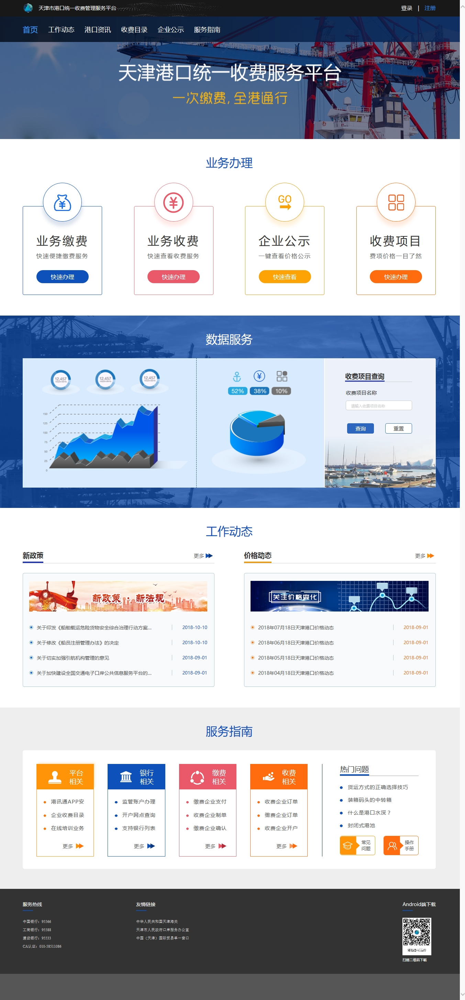 天津市港口统一收费管理服务平台
登录 | 注册
首页 工作动态 港口资讯 收费目录 企业公示 服务指南
天津港口统一收费服务平台
一次缴费, 全港通行
业务办理
GO
业务缴费 业务收费 企业公示 收费项目
快速便捷缴费服务 快速查看收费服务 一键查看价格公示 费项价格一目了然
快速办理 快速办理 快速查看 快速办理
数据服务
12,457 respondents
12,457 respondents
12,457 respondents
150
125
100
75
50
25
0
52% 38% 10%
收费项目查询
收费项目名称
请输入收费项目名称
查询 重置
工作动态
新政策 更多
新政策 · 新法规
关于印发《船舶载运危险货物安全综合治理行动方案... 2018-10-10
关于修改《船员注册管理办法》的决定 2018-10-10
关于切实加强引航机构管理的意见 2018-09-01
关于加快建设全国交通电子口岸公共信息服务平台的... 2018-09-01
价格动态 更多
关注价格变化
2018年07月18日天津港口价格动态 2018-09-01
2018年06月18日天津港口价格动态 2018-09-01
2018年05月18日天津港口价格动态 2018-09-01
2018年04月18日天津港口价格动态 2018-09-01
服务指南
平台
相关
港讯通APP安
企业收费目录
在线培训业务
更多
银行
相关
监管账户办理
开户网点查询
支持银行列表
更多
缴费
相关
缴费企业支付
收费企业制单
缴费企业确认
更多
收费
相关
收费企业订单
缴费企业订单
收费企业开户
更多
热门问题
货运方式的正确选择技巧
装箱码头的中转箱
什么是港口水深？
封闭式港池
常见
问题
操作
手册
服务热线
中国银行：95566
工商银行：95588
建设银行：95533
CA认证：010-58511086
友情链接
中华人民共和国天津海关
天津市人民政府口岸服务办公室
中国（天津）国际贸易单一窗口
Android端下载
港迅通-试运行
扫描二维码下载